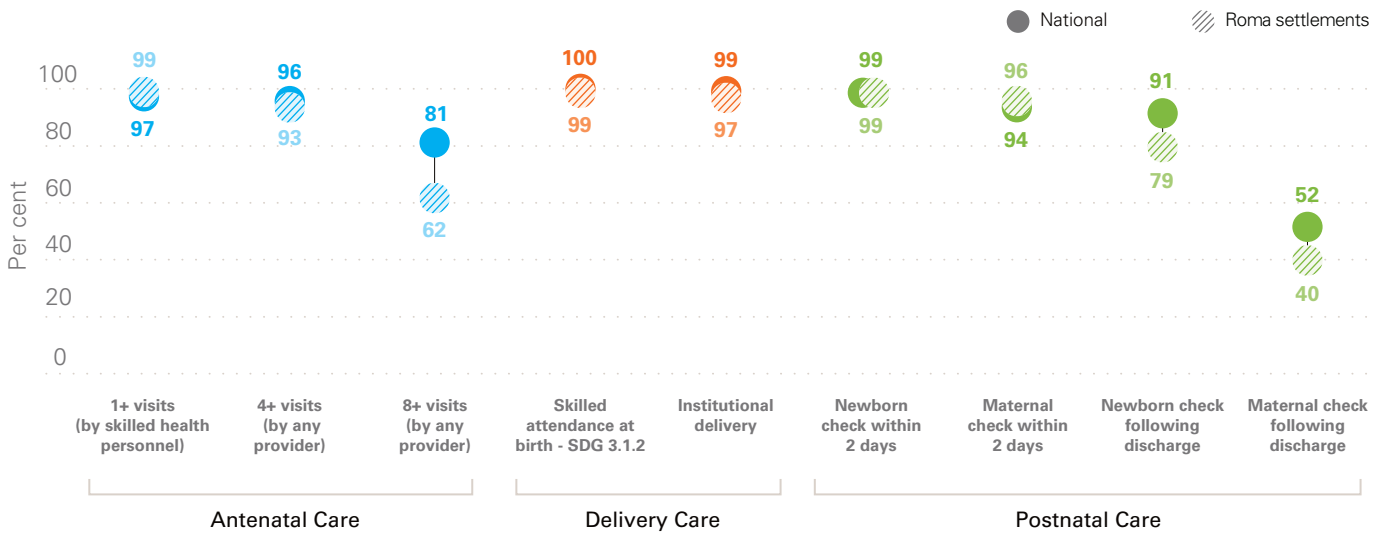 National
Roma settlements
99
96
100
99
99
96
91
81
52
97
93
62
99
97
99
94
79
40
Per cent
100
80
60
40
20
0
1+ visits
(by skilled health
personnel)
4+ visits
(by any
provider)
8+ visits
(by any
provider)
Skilled
attendance at
birth - SDG 3.1.2
Institutional
delivery
Newborn
check within
2 days
Maternal
check within
2 days
Newborn check
following
discharge
Maternal check
following
discharge
Antenatal Care
Delivery Care
Postnatal Care